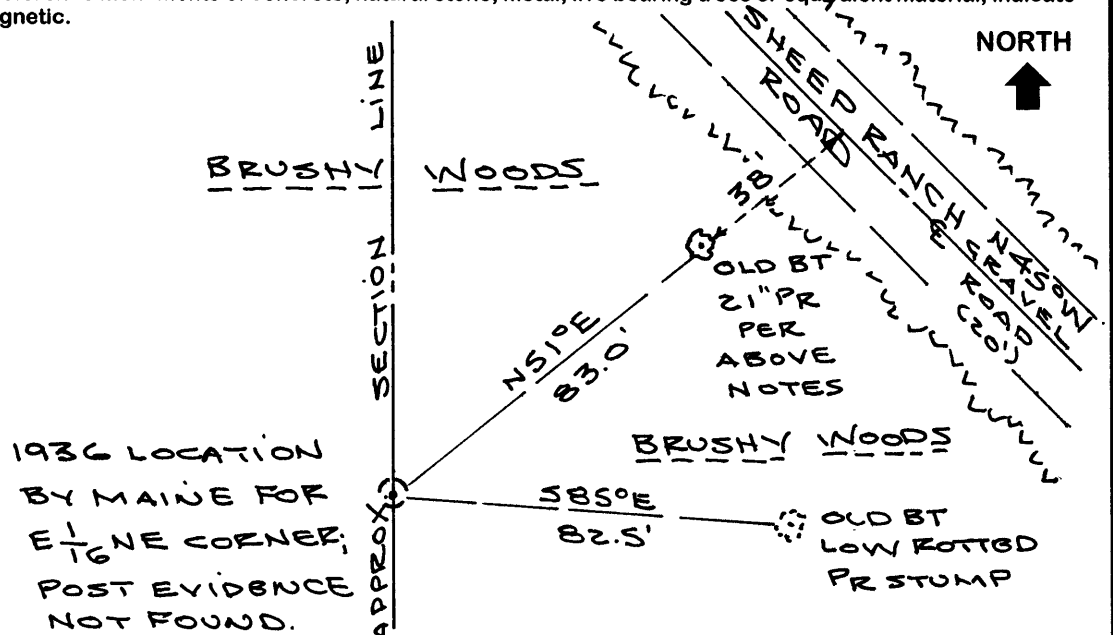 gnetic.
NORTH
SHEEP RANCH
ROAD
N45°W
℄ GRAVEL
ROAD
(20')
BRUSHY WOODS
38
OLD BT
21" PR
PER
ABOVE
NOTES
N51°E
83.0'
APPROX SECTION LINE
BRUSHY WOODS
1936 LOCATION
BY MAINE FOR
E 1/16 NE CORNER;
POST EVIDENCE
NOT FOUND.
S85°E
82.5'
OLD BT
LOW ROTTED
PR STUMP